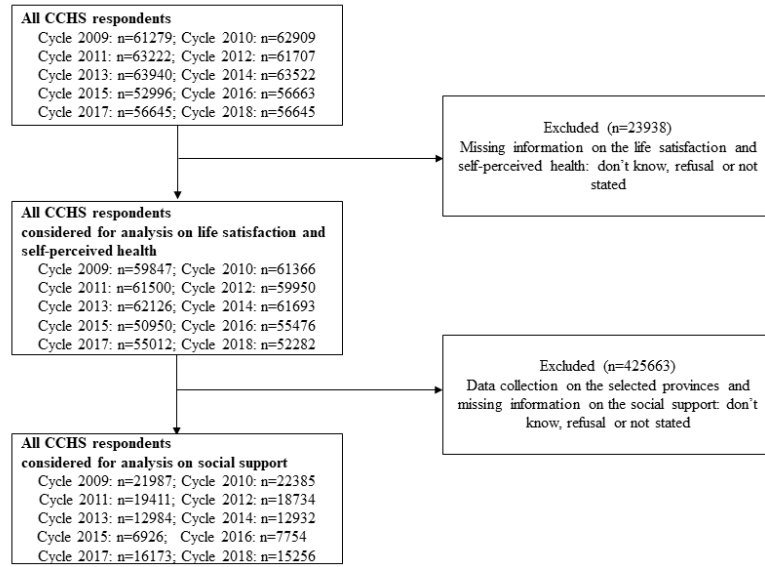 All CCHS respondents
Cycle 2009: n=61279; Cycle 2010: n=62909
Cycle 2011: n=63222; Cycle 2012: n=61707
Cycle 2013: n=63940; Cycle 2014: n=63522
Cycle 2015: n=52996; Cycle 2016: n=56663
Cycle 2017: n=56645; Cycle 2018: n=56645
Excluded (n=23938)
Missing information on the life satisfaction and
self-perceived health: don't know, refusal or not
stated
All CCHS respondents
considered for analysis on life satisfaction and
self-perceived health
Cycle 2009: n=59847; Cycle 2010: n=61366
Cycle 2011: n=61500; Cycle 2012: n=59950
Cycle 2013: n=62126; Cycle 2014: n=61693
Cycle 2015: n=50950; Cycle 2016: n=55476
Cycle 2017: n=55012; Cycle 2018: n=52282
Excluded (n=425663)
Data collection on the selected provinces and
missing information on the social support: don't
know, refusal or not stated
All CCHS respondents
considered for analysis on social support
Cycle 2009: n=21987; Cycle 2010: n=22385
Cycle 2011: n=19411; Cycle 2012: n=18734
Cycle 2013: n=12984; Cycle 2014: n=12932
Cycle 2015: n=6926; Cycle 2016: n=7754
Cycle 2017: n=16173; Cycle 2018: n=15256